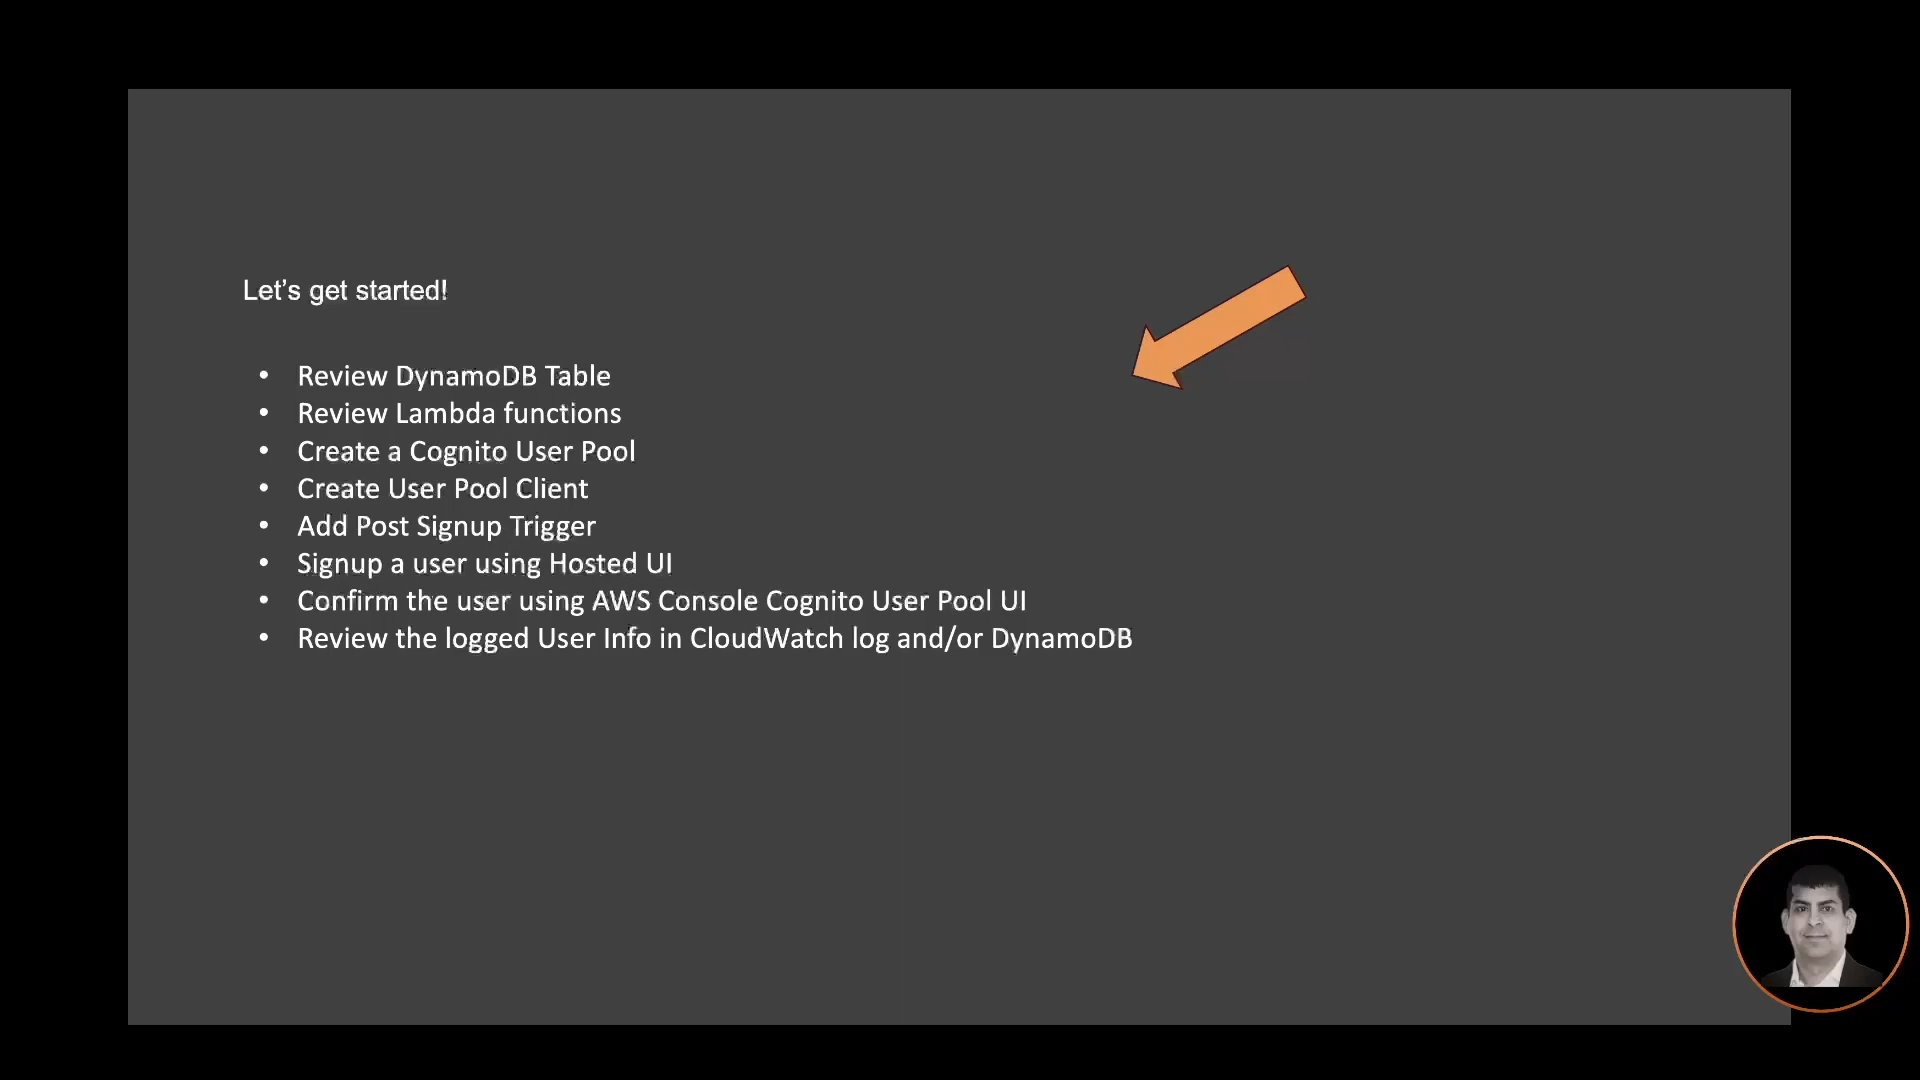 Let’s get started!
• Review DynamoDB Table
• Review Lambda functions
• Create a Cognito User Pool
• Create User Pool Client
• Add Post Signup Trigger
• Signup a user using Hosted UI
• Confirm the user using AWS Console Cognito User Pool UI
• Review the logged User Info in CloudWatch log and/or DynamoDB